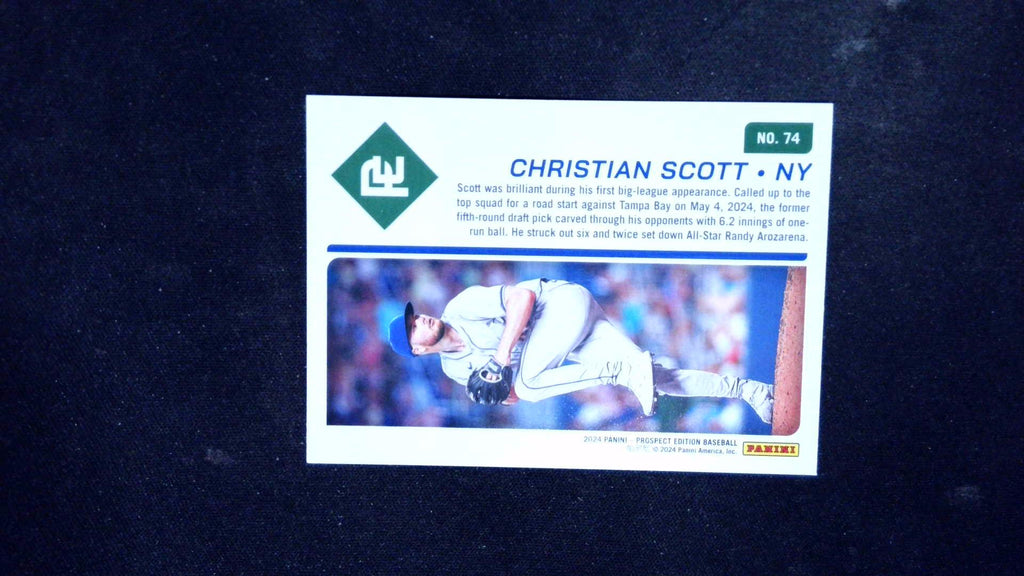 NO. 74
CHRISTIAN SCOTT • NY
Scott was brilliant during his first big-league appearance. Called up to the
top squad for a road start against Tampa Bay on May 4, 2024, the former
fifth-round draft pick carved through his opponents with 6.2 innings of one-
run ball. He struck out six and twice set down All-Star Randy Arozarena.
2024 PANINI - PROSPECT EDITION BASEBALL
© 2024 Panini America, Inc.
PANINI